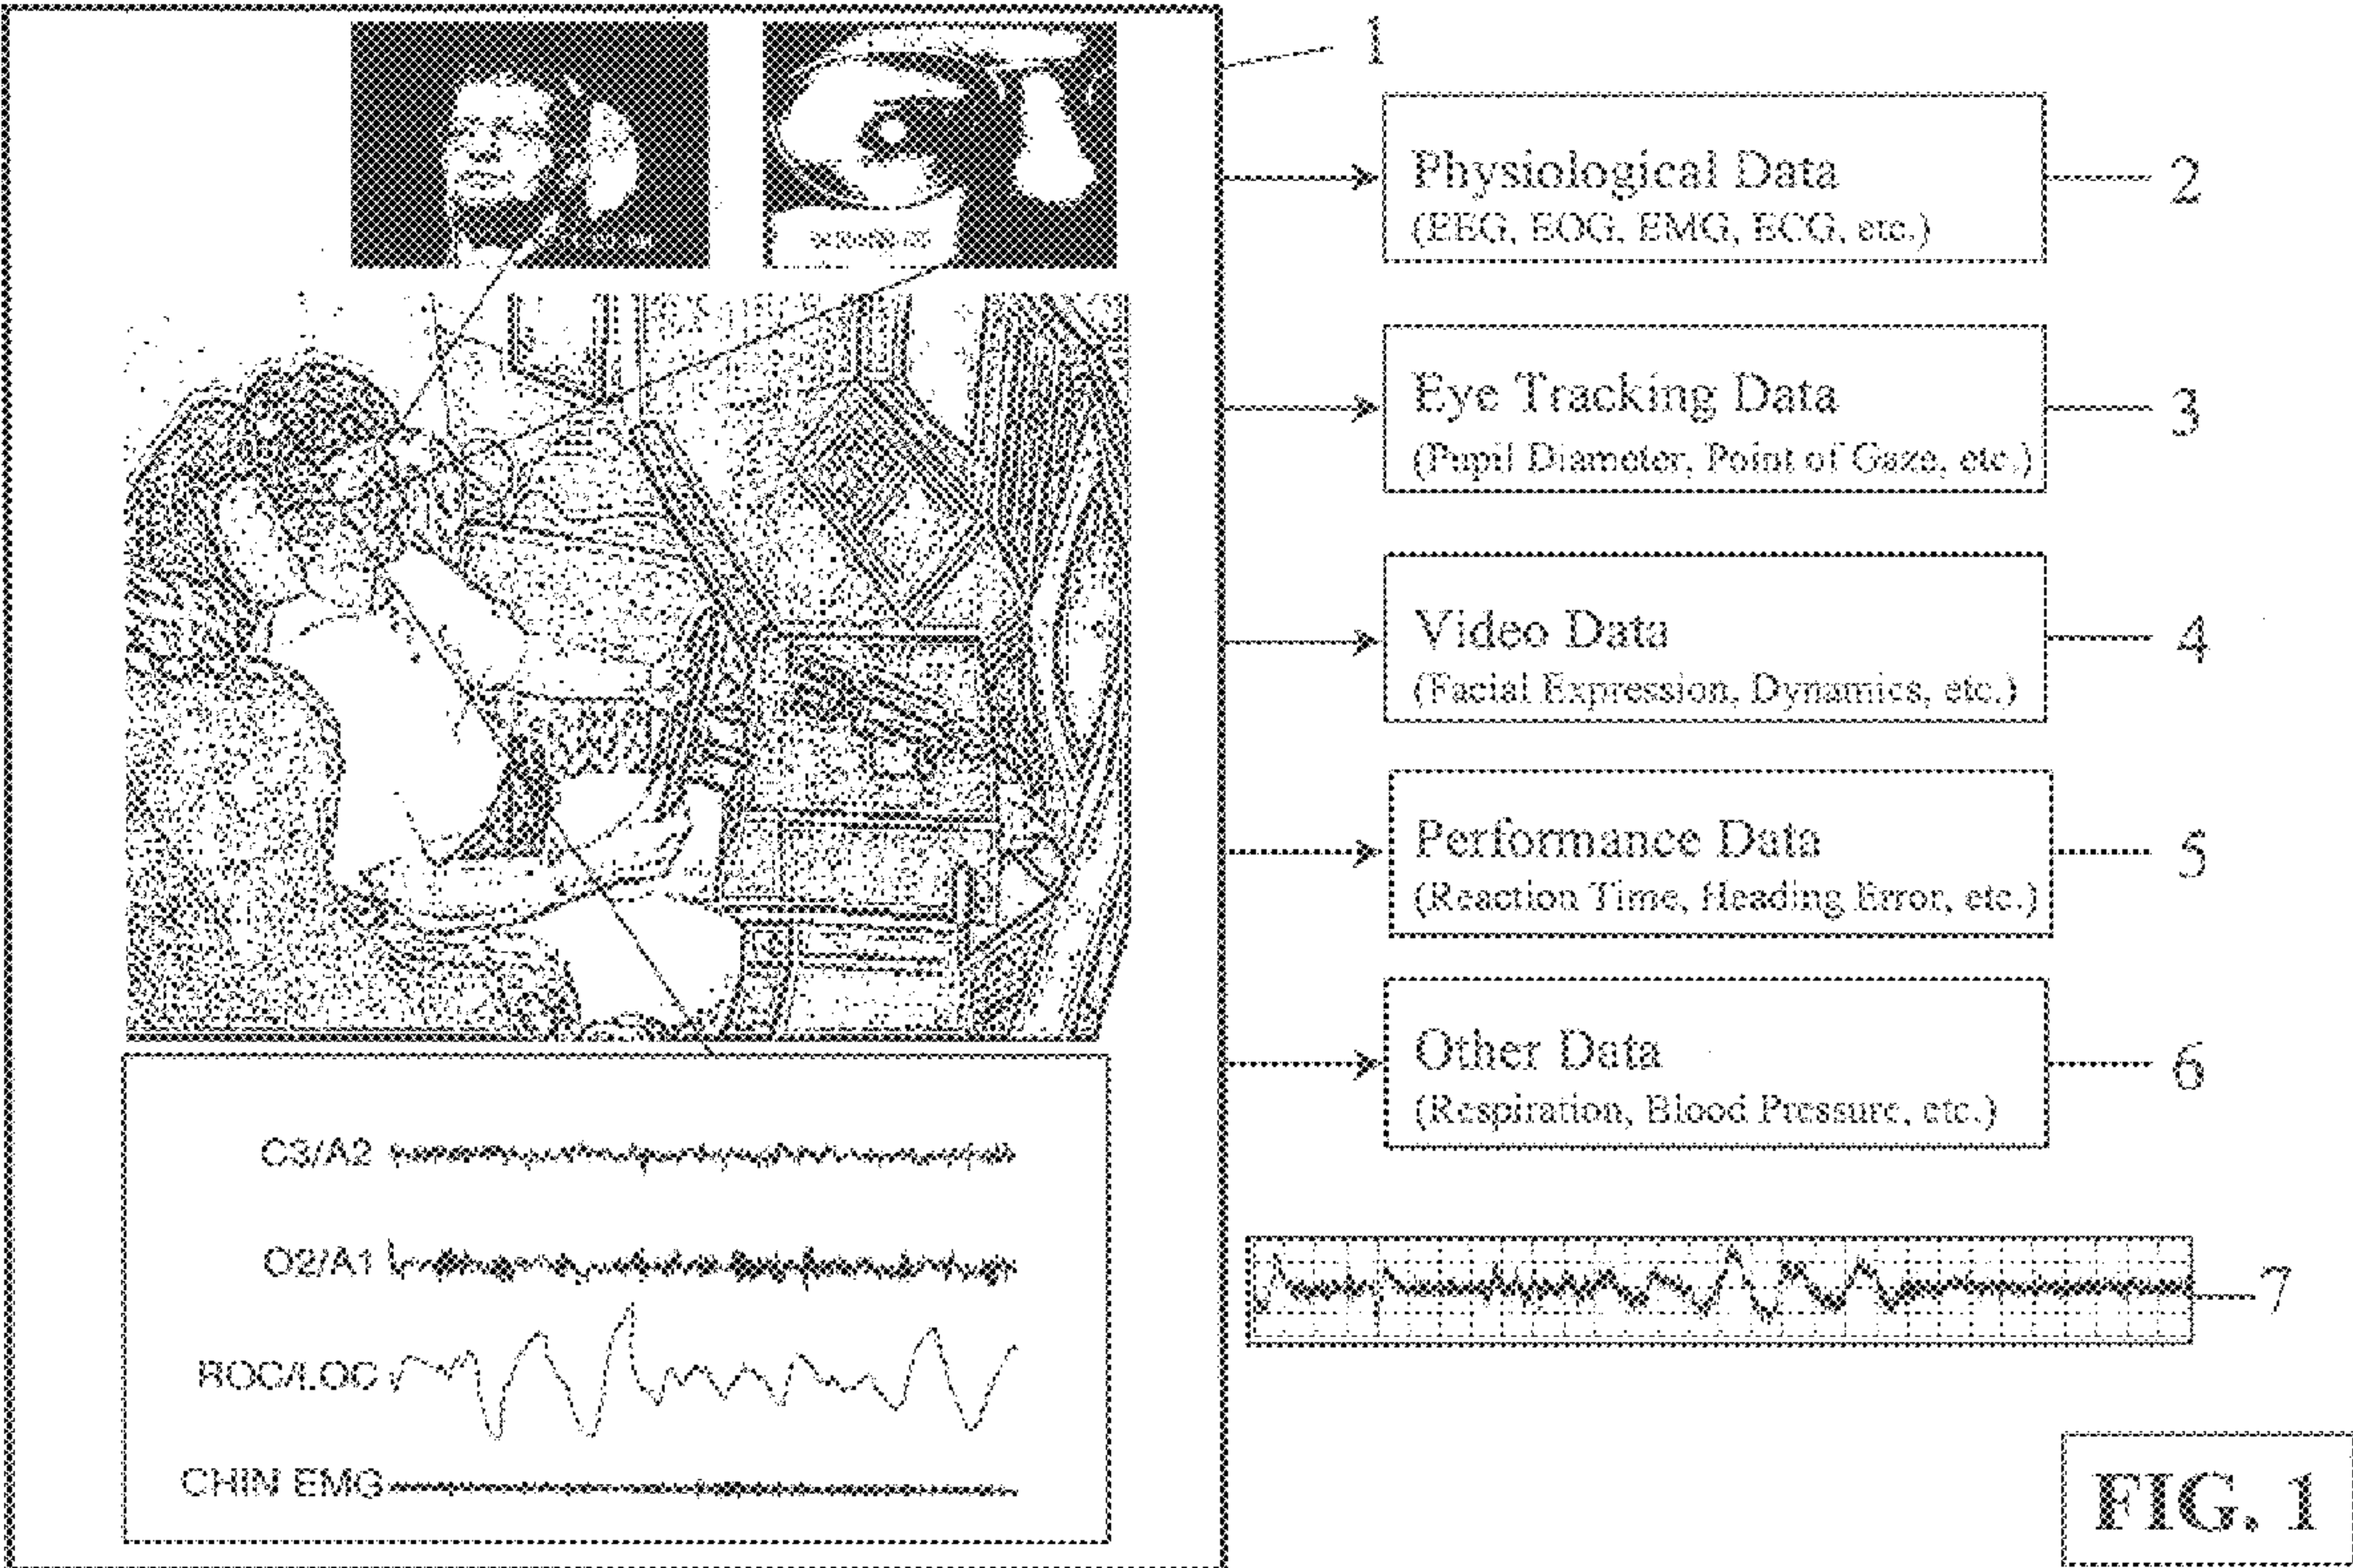 1
Physiological Data
(EEG, EOG, EMG, ECG, etc.)
2
Eye Tracking Data
(Pupil Diameter, Point of Gaze, etc.)
3
Video Data
(Facial Expression, Dynamics, etc.)
4
Performance Data
(Reaction Time, Heading Error, etc.)
5
Other Data
(Respiration, Blood Pressure, etc.)
6
C3/A2
O2/A1
ROC/LOC
CHIN EMG
7
FIG. 1